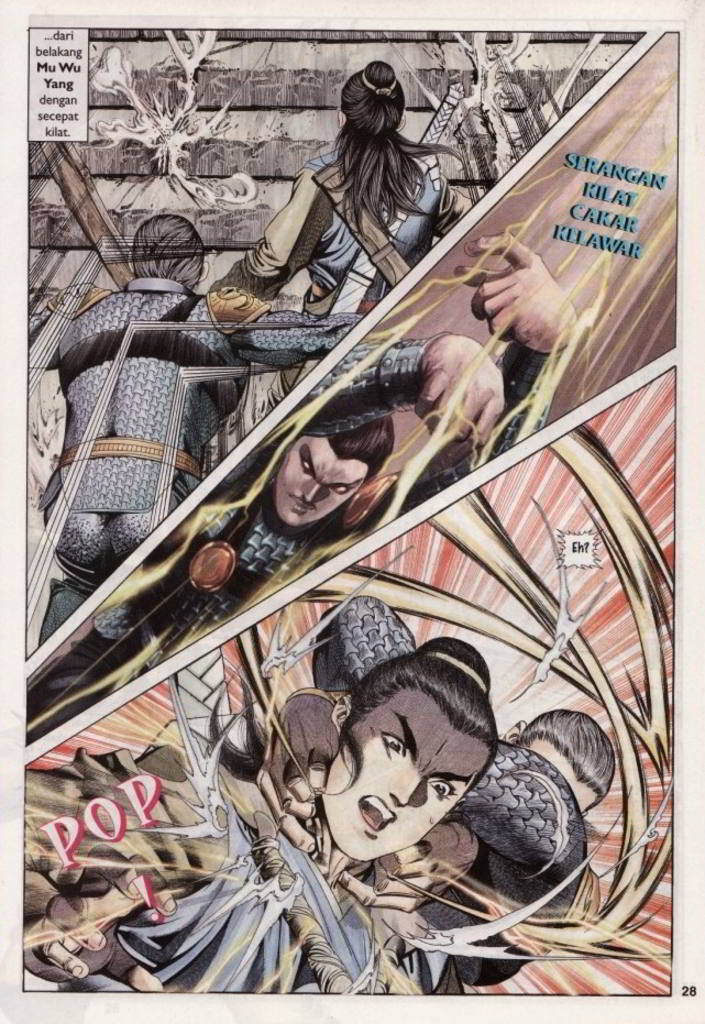 ...dari
belakang
Mu Wu
Yang
dengan
secepat
kilat.
SERANGAN
KILAT
CAKAR
KELAWAR
Eh?
POP
!
28